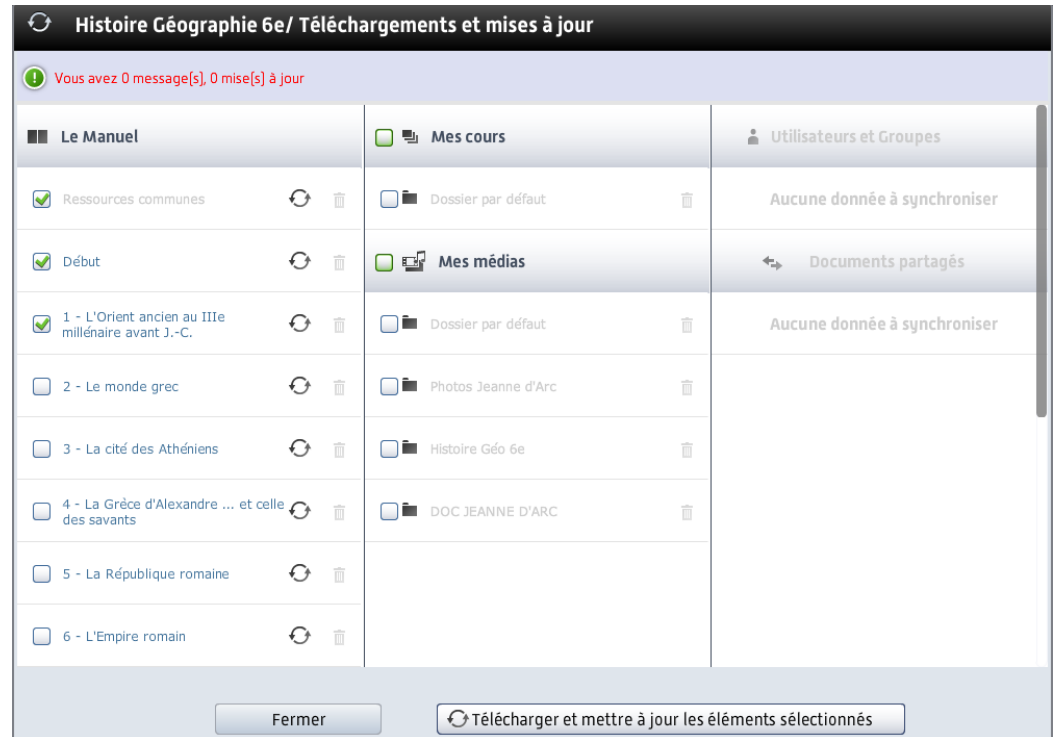 Histoire Géographie 6e/ Téléchargements et mises à jour
Vous avez 0 message(s), 0 mise(s) à jour
Le Manuel
Ressources communes
Début
1 - L'Orient ancien au IIIe
millénaire avant J.-C.
2 - Le monde grec
3 - La cité des Athéniens
4 - La Grèce d'Alexandre ... et celle
des savants
5 - La République romaine
6 - L'Empire romain
Mes cours
Dossier par défaut
Mes médias
Dossier par défaut
Photos Jeanne d'Arc
Histoire Géo 6e
DOC JEANNE D'ARC
Utilisateurs et Groupes
Aucune donnée à synchroniser
Documents partagés
Aucune donnée à synchroniser
Fermer
Télécharger et mettre à jour les éléments sélectionnés